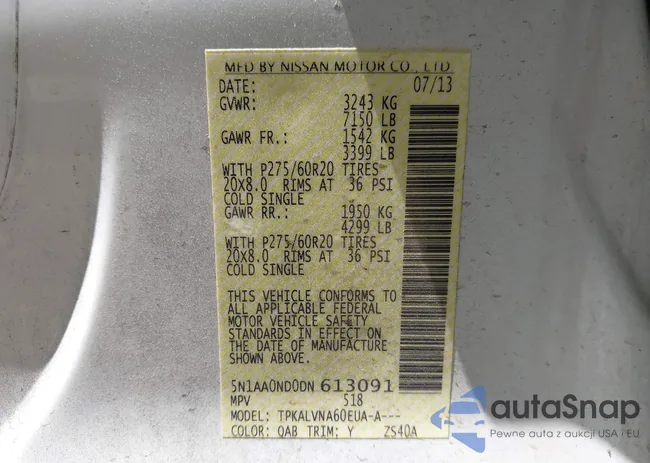 MFD BY NISSAN MOTOR CO., LTD.
DATE: 07/13
GVWR: 3243 KG
7150 LB
GAWR FR.: 1542 KG
3399 LB
WITH P275/60R20 TIRES
20X8.0 RIMS AT 36 PSI
COLD SINGLE
GAWR RR.: 1950 KG
4299 LB
WITH P275/60R20 TIRES
20X8.0 RIMS AT 36 PSI
COLD SINGLE
THIS VEHICLE CONFORMS TO
ALL APPLICABLE FEDERAL
MOTOR VEHICLE SAFETY
STANDARDS IN EFFECT ON
THE DATE OF MANUFACTURE
SHOWN ABOVE.
5N1AA0ND0DN 613091
MPV 518
MODEL: TPKALVNA60EUA-A---
COLOR: QAB TRIM: Y ZS40A
autoSnap
Pewne auta z aukcji USA i EU